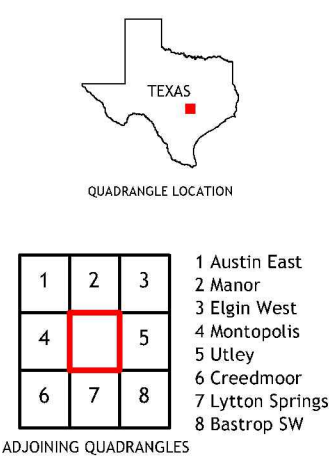 TEXAS
QUADRANGLE LOCATION
1 2 3
4 5
6 7 8
1 Austin East
2 Manor
3 Elgin West
4 Montopolis
5 Utley
6 Creedmoor
7 Lytton Springs
8 Bastrop SW
ADJOINING QUADRANGLES